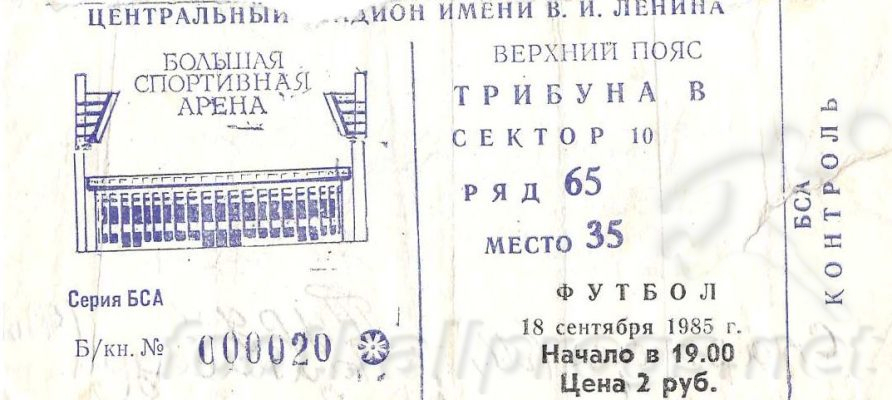 ЦЕНТРАЛЬНЫЙ СТАДИОН ИМЕНИ В. И. ЛЕНИНА
БОЛЬШАЯ
СПОРТИВНАЯ
АРЕНА
Серия БСА
Б/кн. № 000020
ВЕРХНИЙ ПОЯС
ТРИБУНА В
СЕКТОР 10
РЯД 65
МЕСТО 35
ФУТБОЛ
18 сентября 1985 г.
Начало в 19.00
Цена 2 руб.
БСА
КОНТРОЛЬ